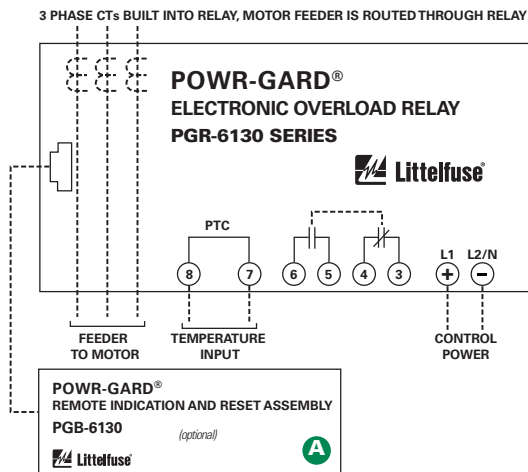 3 PHASE CTs BUILT INTO RELAY, MOTOR FEEDER IS ROUTED THROUGH RELAY
POWR-GARD®
ELECTRONIC OVERLOAD RELAY
PGR-6130 SERIES
Littelfuse®
PTC
L1 L2/N
8 7 6 5 4 3 + −
FEEDER
TO MOTOR
TEMPERATURE
INPUT
CONTROL
POWER
POWR-GARD®
REMOTE INDICATION AND RESET ASSEMBLY
PGB-6130
(optional)
A
Littelfuse®